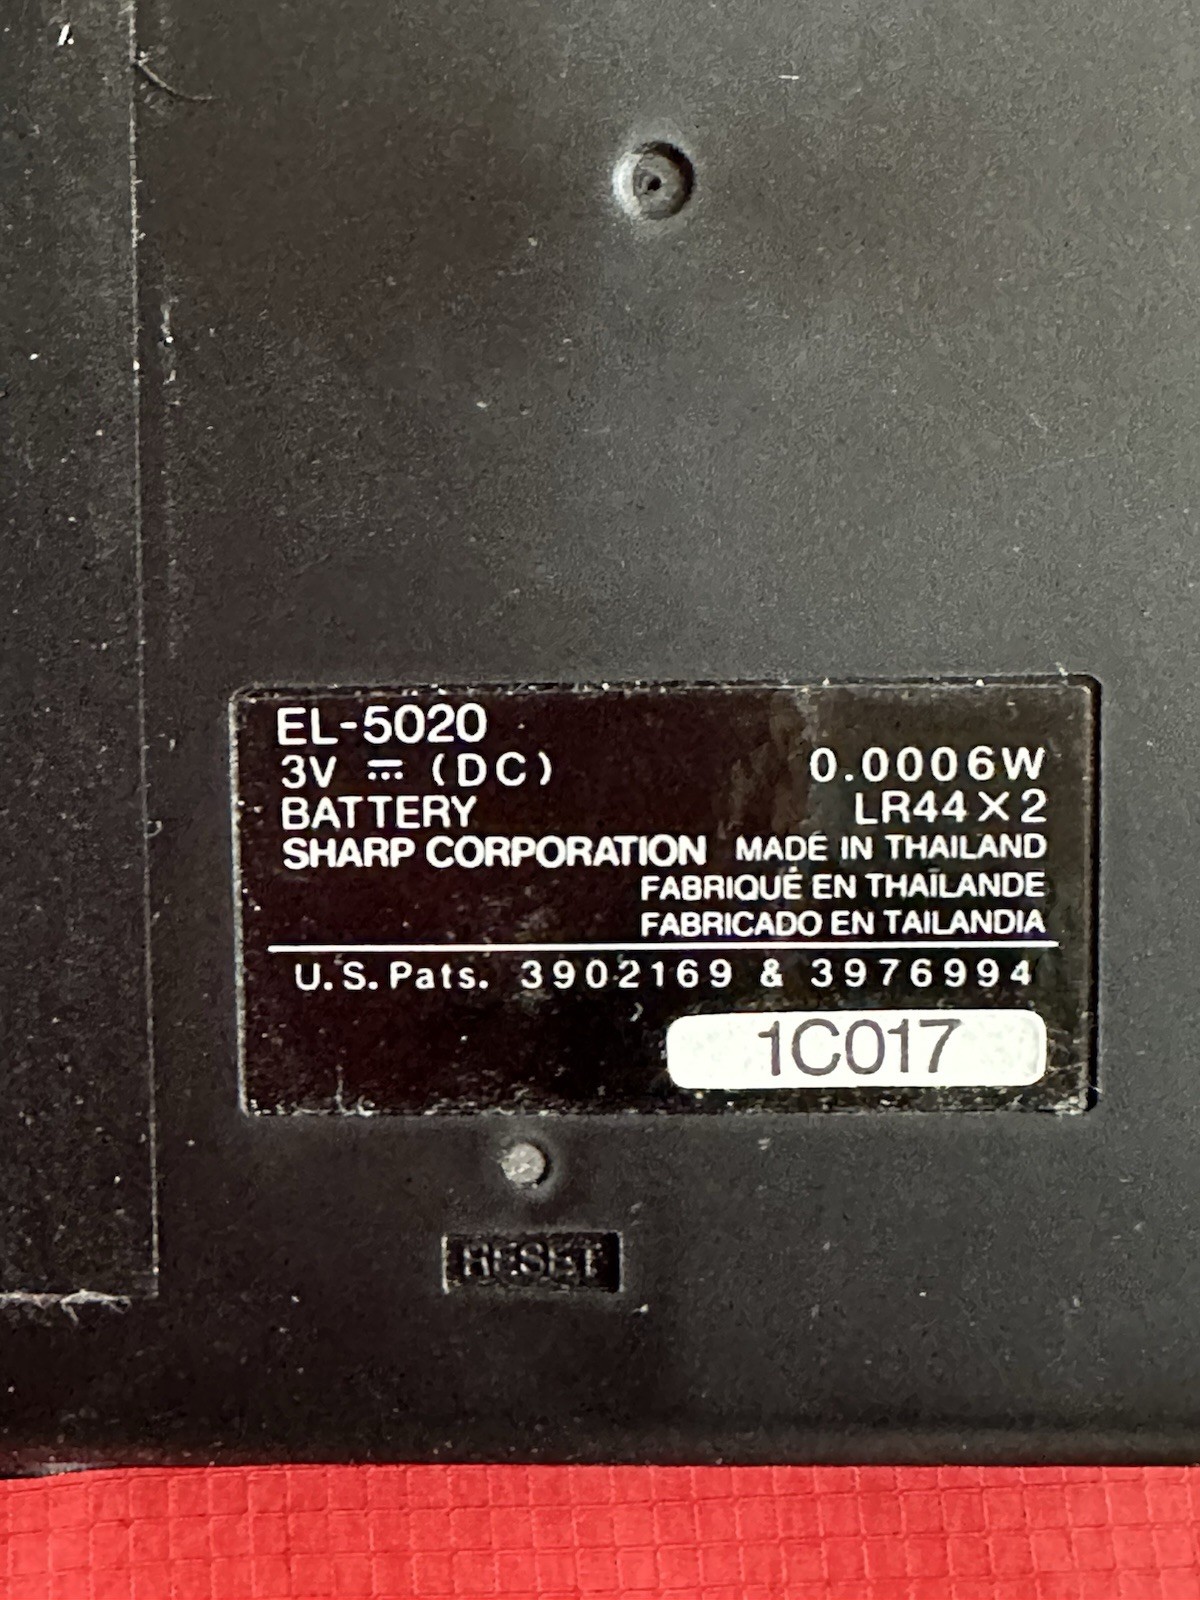 EL-5020
3V ⎓ (DC) 0.0006W
BATTERY LR44×2
SHARP CORPORATION MADE IN THAILAND
FABRIQUÉ EN THAÏLANDE
FABRICADO EN TAILANDIA
U.S.Pats. 3902169 & 3976994
1C017
RESET